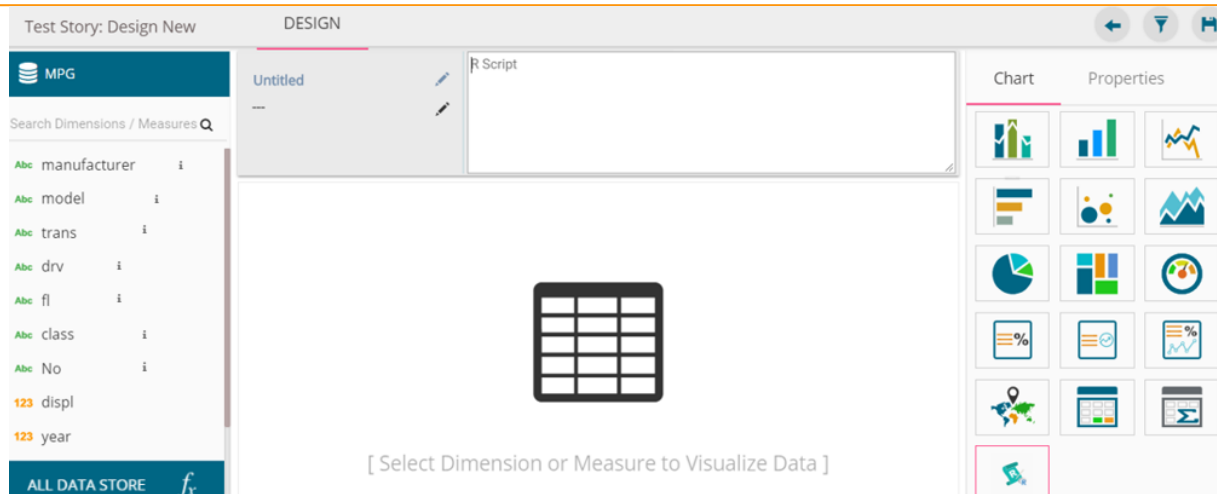 Test Story: Design New
DESIGN
MPG
Search Dimensions / Measures
Abc manufacturer i
Abc model i
Abc trans i
Abc drv i
Abc fl i
Abc class i
Abc No i
123 displ
123 year
ALL DATA STORE fx
Untitled
---
R Script
[ Select Dimension or Measure to Visualize Data ]
Chart
Properties
%
%